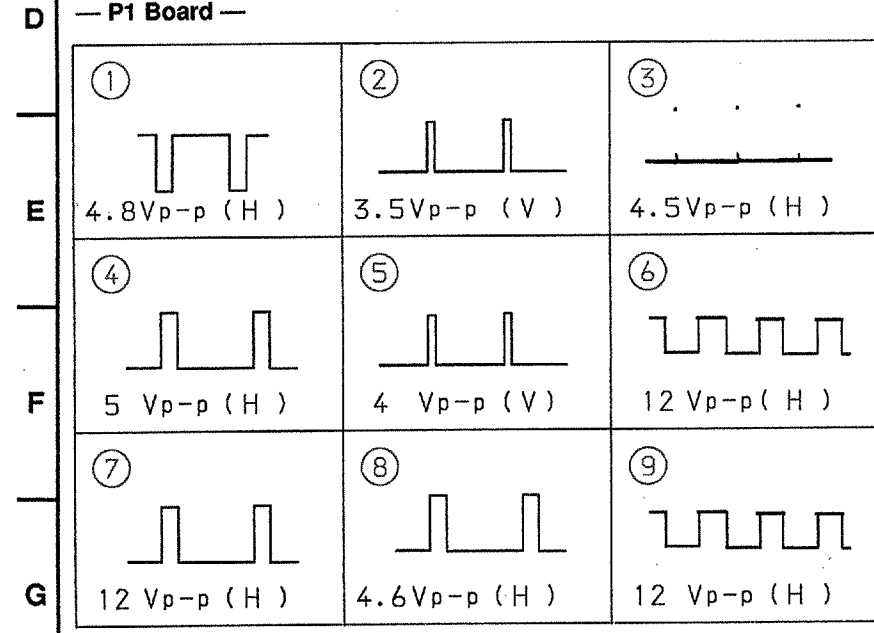 D
— P1 Board —
① ② ③
E
4.8Vp-p (H) 3.5Vp-p (V) 4.5Vp-p (H)
④ ⑤ ⑥
F
5 Vp-p (H) 4 Vp-p (V) 12 Vp-p (H)
⑦ ⑧ ⑨
G
12 Vp-p (H) 4.6Vp-p (H) 12 Vp-p (H)